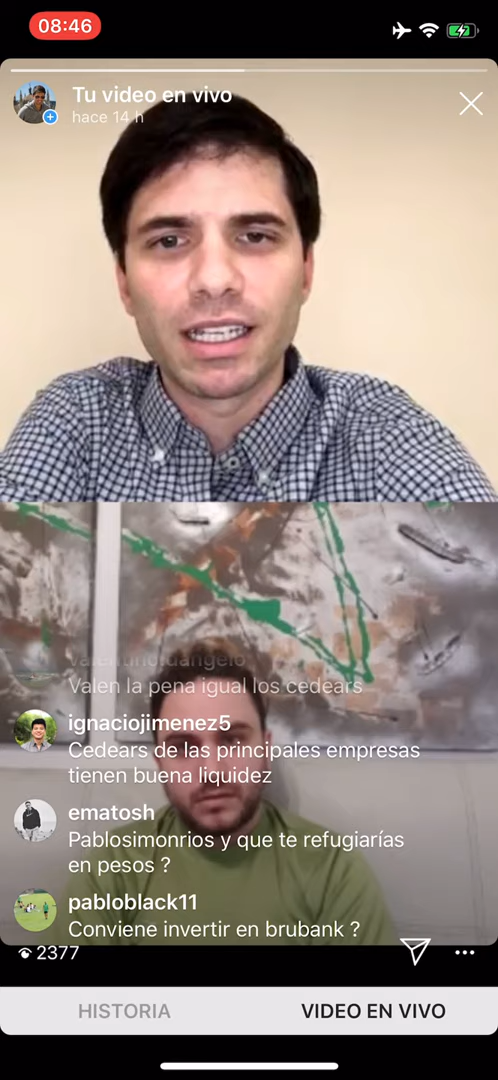 08:46
Tu video en vivo
hace 14 h
Valen la pena igual los cedears
ignaciojimenez5
Cedears de las principales empresas
tienen buena liquidez
ematosh
Pablosimonrios y que te refugiarías
en pesos ?
pabloblack11
Conviene invertir en brubank ?
2377
HISTORIA
VIDEO EN VIVO